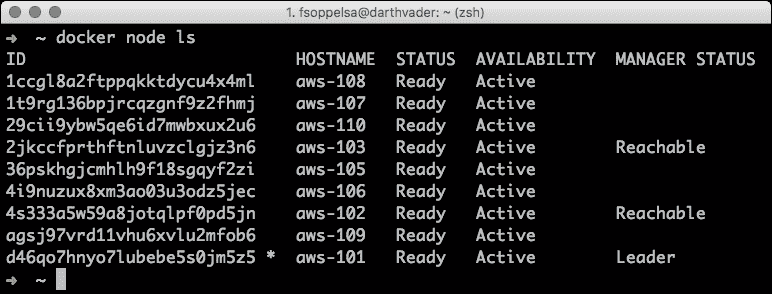 1. fsoppelsa@darthvader: ~ (zsh)
➜  ~ docker node ls
ID                           HOSTNAME  STATUS  AVAILABILITY  MANAGER STATUS
1ccgl8a2ftppqkktdycu4x4ml    aws-108   Ready   Active
1t9rg136bpjrcqzgnf9z2fhmj    aws-107   Ready   Active
29cii9ybw5qe6id7mwbxux2u6    aws-110   Ready   Active
2jkccfprthftnluvzclgjz3n6    aws-103   Ready   Active        Reachable
36pskhgjcmhlh9f18sgqyf2zi    aws-105   Ready   Active
4i9nuzux8xm3ao03u3odz5jec    aws-106   Ready   Active
4s333a5w59a8jotqlpf0pd5jn    aws-102   Ready   Active        Reachable
agsj97vrd11vhu6xvlu2mfob6    aws-109   Ready   Active
d46qo7hnyo7lubebe5s0jm5z5 *  aws-101   Ready   Active        Leader
➜  ~